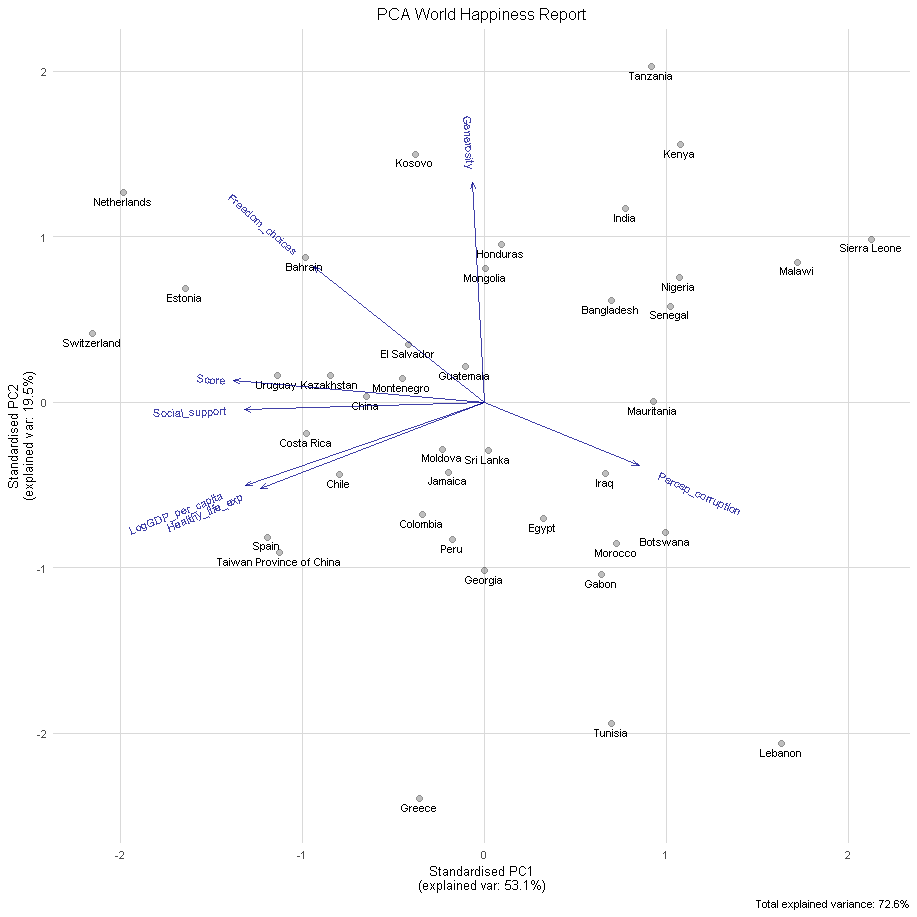 PCA World Happiness Report
2
Tanzania
Generosity
Kosovo
Kenya
Netherlands
Freedom_choices
India
1
Sierra Leone
Honduras
Bahrain
Malawi
Mongolia
Nigeria
Estonia
Bangladesh
Senegal
Switzerland
El Salvador
Guatemala
Score
Uruguay
Kazakhstan
Montenegro
China
0
Social_support
Mauritania
Standardised PC2
(explained var: 19.5%)
Costa Rica
Moldova
Sri Lanka
Chile
Jamaica
Iraq
Percep_corruption
LogGDP_per_capita
Healthy_life_exp
Colombia
Egypt
Botswana
Spain
Peru
Morocco
Taiwan Province of China
-1
Georgia
Gabon
-2
Tunisia
Lebanon
Greece
-2
-1
0
1
2
Standardised PC1
(explained var: 53.1%)
Total explained variance: 72.6%